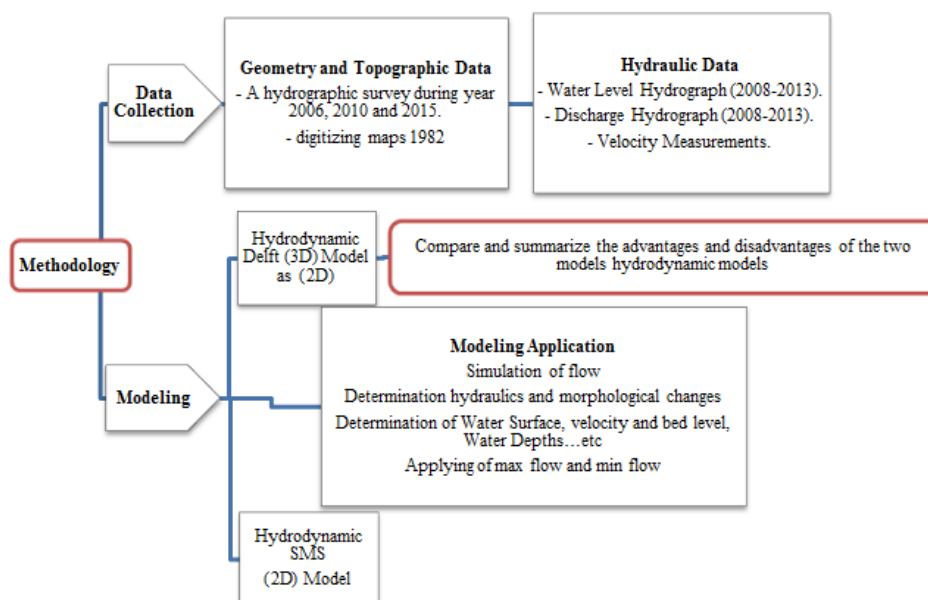 Methodology
Data
Collection
Geometry and Topographic Data
- A hydrographic survey during year
2006, 2010 and 2015.
- digitizing maps 1982
Hydraulic Data
- Water Level Hydrograph (2008-2013).
- Discharge Hydrograph (2008-2013).
- Velocity Measurements.
Modeling
Hydrodynamic
Delft (3D) Model
as (2D)
Compare and summarize the advantages and disadvantages of the two
models hydrodynamic models
Modeling Application
Simulation of flow
Determination hydraulics and morphological changes
Determination of Water Surface, velocity and bed level,
Water Depths…etc
Applying of max flow and min flow
Hydrodynamic
SMS
(2D) Model